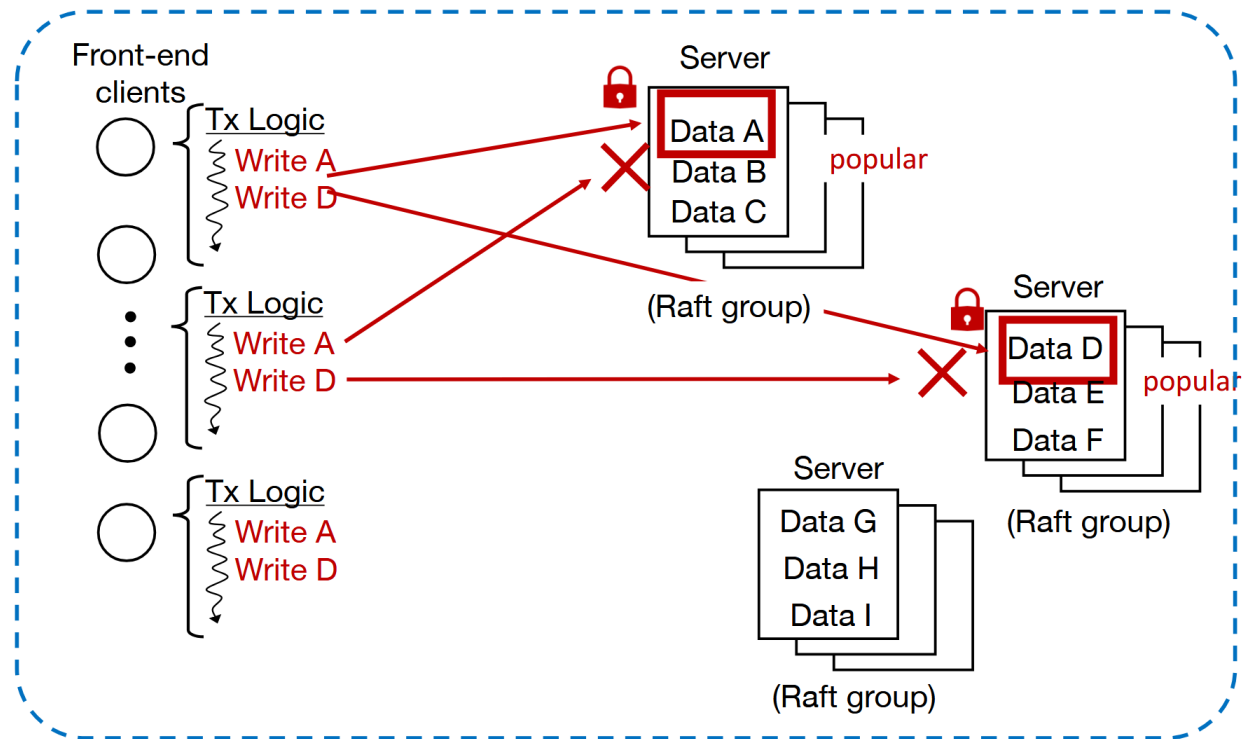 Front-end
clients
Tx Logic
Write A
Write D
Tx Logic
Write A
Write D
Tx Logic
Write A
Write D
Server
Data A
Data B
Data C
popular
(Raft group)
Server
Data D
Data E
Data F
popular
(Raft group)
Server
Data G
Data H
Data I
(Raft group)